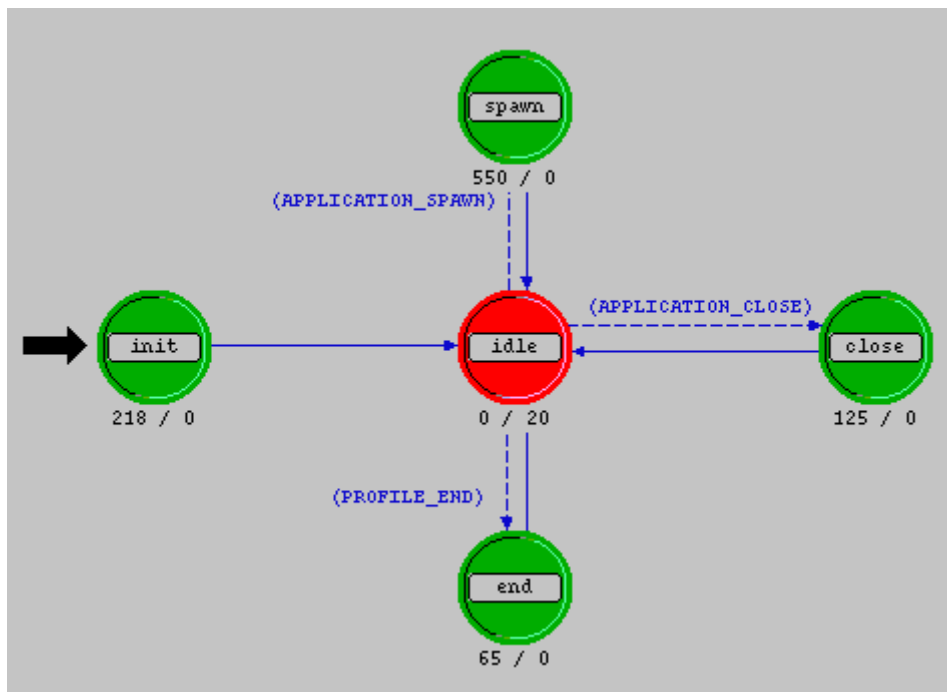 spawn
550 / 0
(APPLICATION_SPAWN)
(APPLICATION_CLOSE)
init
idle
close
218 / 0
0 / 20
125 / 0
(PROFILE_END)
end
65 / 0